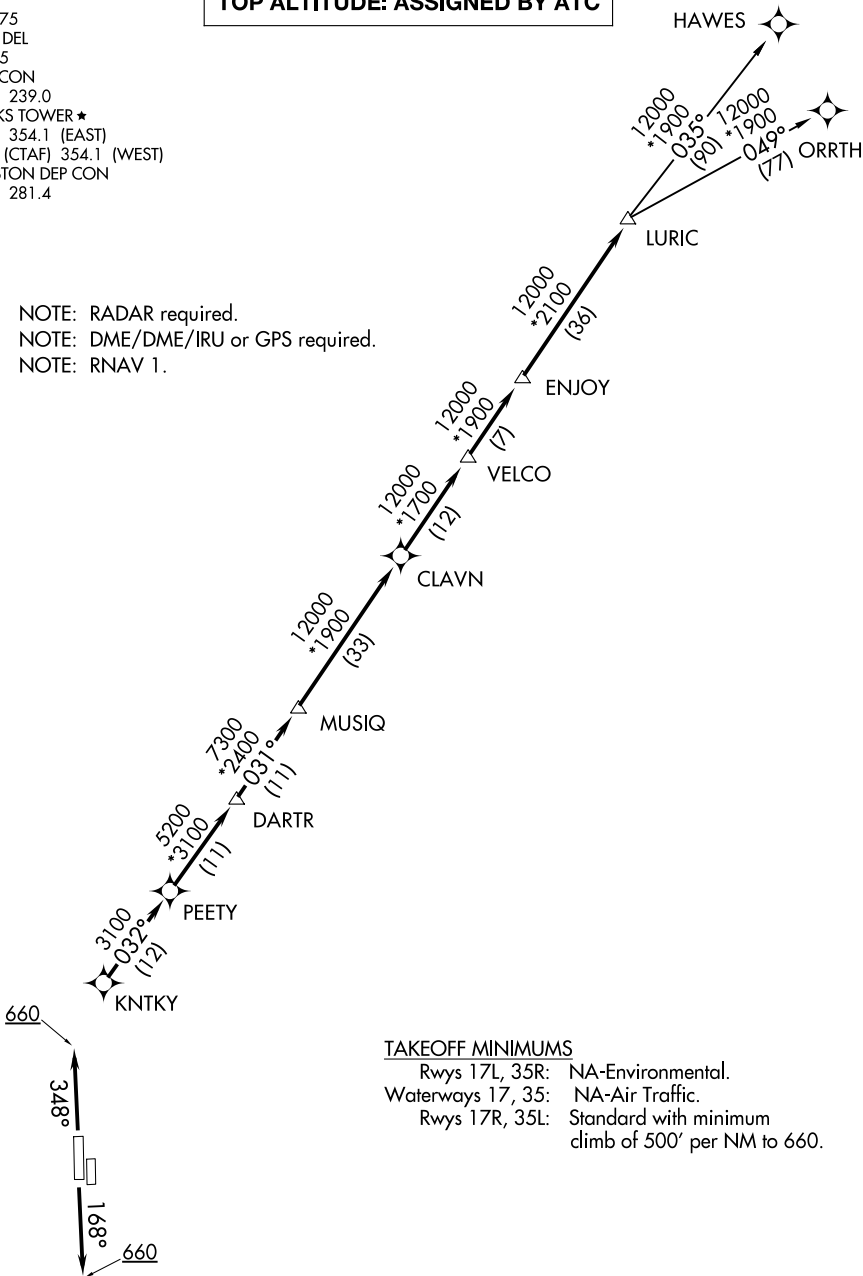 TOP ALTITUDE: ASSIGNED BY ATC
75
DEL
5
CON
239.0
KS TOWER ★
354.1 (EAST)
(CTAF) 354.1 (WEST)
STON DEP CON
281.4
HAWES
12000
*1900
035°
(90)
12000
*1900
049°
(77)
ORRTH
LURIC
NOTE: RADAR required.
NOTE: DME/DME/IRU or GPS required.
NOTE: RNAV 1.
12000
*2100
(36)
ENJOY
12000
*1900
(7)
VELCO
12000
*1700
(12)
CLAVN
12000
*1900
(33)
MUSIQ
7300
*2400
031°
(11)
DARTR
5200
*3100
(11)
PEETY
3100
032°
(12)
KNTKY
660
348°
168°
660
TAKEOFF MINIMUMS
Rwys 17L, 35R: NA-Environmental.
Waterways 17, 35: NA-Air Traffic.
Rwys 17R, 35L: Standard with minimum
climb of 500' per NM to 660.